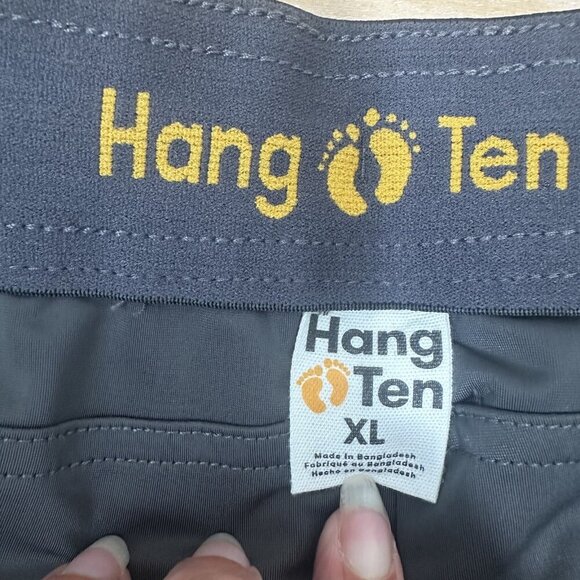 Hang Ten
Hang
Ten
XL
Made in Bangladesh
Fabriqué au Bangladesh
Hecho en Bangladesh